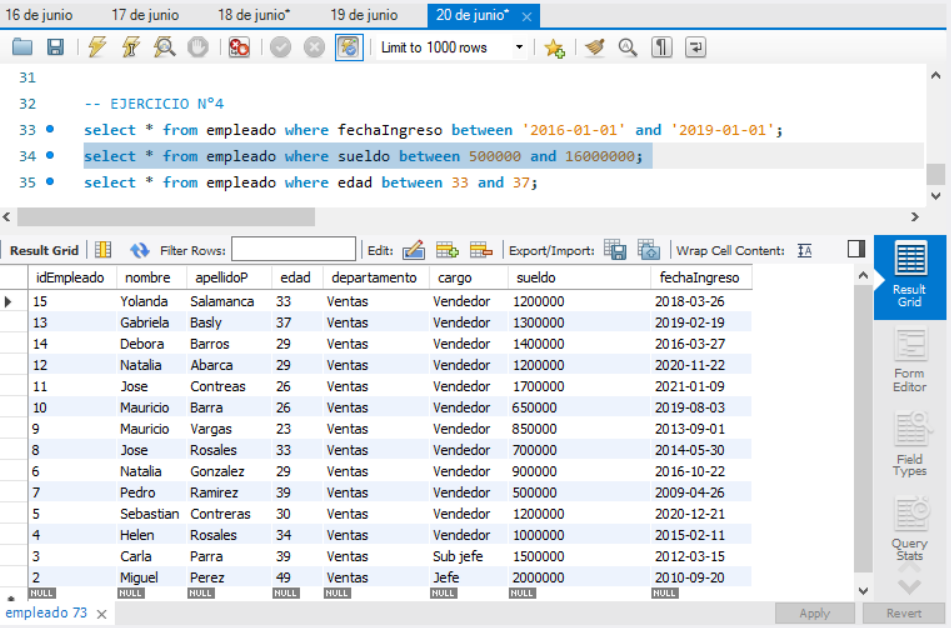 16 de junio 17 de junio 18 de junio* 19 de junio 20 de junio*
Limit to 1000 rows
31
32 -- EJERCICIO N°4
33 select * from empleado where fechaIngreso between '2016-01-01' and '2019-01-01';
34 select * from empleado where sueldo between 500000 and 16000000;
35 select * from empleado where edad between 33 and 37;
Result Grid Filter Rows: Edit: Export/Import: Wrap Cell Content:
idEmpleado nombre apellidoP edad departamento cargo sueldo fechaIngreso
15 Yolanda Salamanca 33 Ventas Vendedor 1200000 2018-03-26
13 Gabriela Basly 37 Ventas Vendedor 1300000 2019-02-19
14 Debora Barros 29 Ventas Vendedor 1400000 2016-03-27
12 Natalia Abarca 29 Ventas Vendedor 1200000 2020-11-22
11 Jose Contreas 26 Ventas Vendedor 1700000 2021-01-09
10 Mauricio Barra 26 Ventas Vendedor 650000 2019-08-03
9 Mauricio Vargas 23 Ventas Vendedor 850000 2013-09-01
8 Jose Rosales 33 Ventas Vendedor 700000 2014-05-30
6 Natalia Gonzalez 29 Ventas Vendedor 900000 2016-10-22
7 Pedro Ramirez 39 Ventas Vendedor 500000 2009-04-26
5 Sebastian Contreras 30 Ventas Vendedor 1200000 2020-12-21
4 Helen Rosales 34 Ventas Vendedor 1000000 2015-02-11
3 Carla Parra 39 Ventas Sub jefe 1500000 2012-03-15
2 Miguel Perez 49 Ventas Jefe 2000000 2010-09-20
NULL NULL NULL NULL NULL NULL NULL NULL
Result
Grid
Form
Editor
Field
Types
Query
Stats
empleado 73 Apply Revert